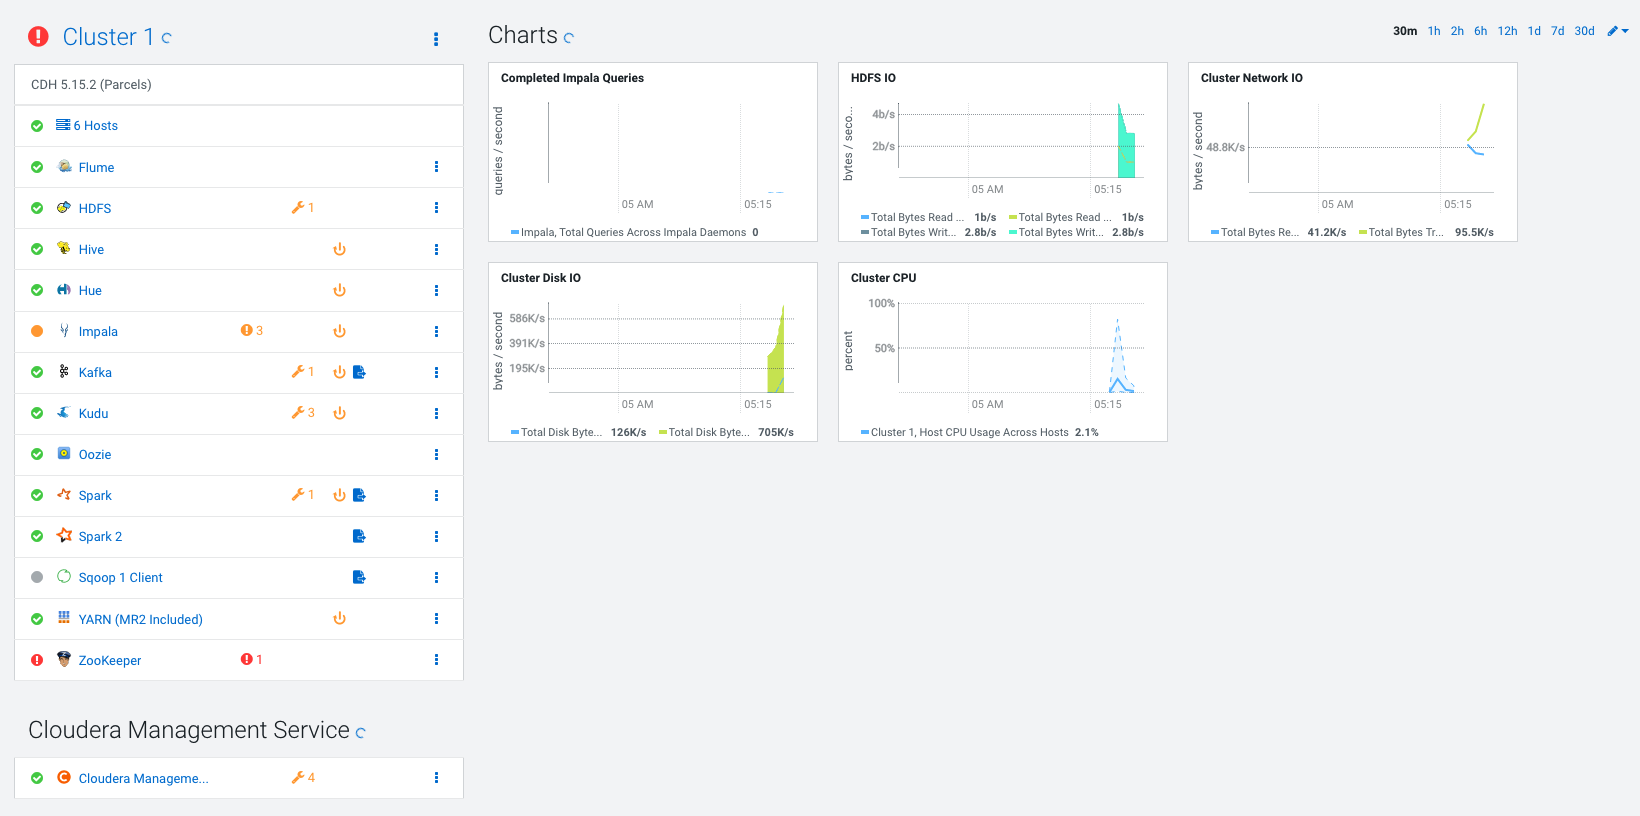 Cluster 1
CDH 5.15.2 (Parcels)
6 Hosts
Flume
HDFS 1
Hive
Hue
Impala 3
Kafka 1
Kudu 3
Oozie
Spark 1
Spark 2
Sqoop 1 Client
YARN (MR2 Included)
ZooKeeper 1
Cloudera Management Service
Cloudera Manageme... 4
Charts
30m 1h 2h 6h 12h 1d 7d 30d
Completed Impala Queries
queries / second
05 AM 05:15
Impala, Total Queries Across Impala Daemons 0
HDFS IO
bytes / seco...
4b/s
2b/s
05 AM 05:15
Total Bytes Read ... 1b/s Total Bytes Read ... 1b/s
Total Bytes Writ... 2.8b/s Total Bytes Writ... 2.8b/s
Cluster Network IO
bytes / second
48.8K/s
05 AM 05:15
Total Bytes Re... 41.2K/s Total Bytes Tr... 95.5K/s
Cluster Disk IO
bytes / second
586K/s
391K/s
195K/s
05 AM 05:15
Total Disk Byte... 126K/s Total Disk Byte... 705K/s
Cluster CPU
percent
100%
50%
05 AM 05:15
Cluster 1, Host CPU Usage Across Hosts 2.1%